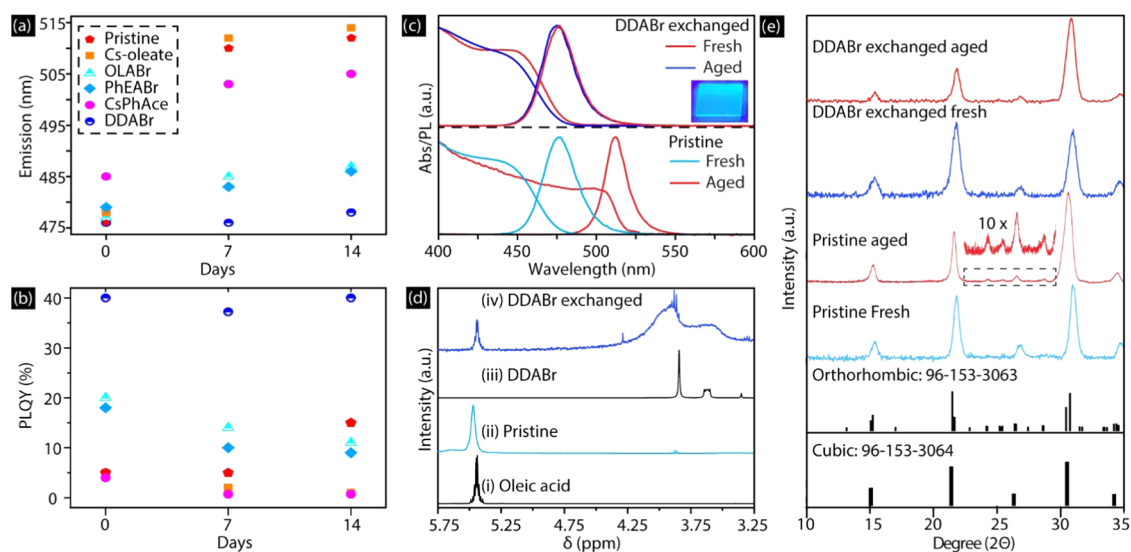 (a)
515
505
495
485
475
Emission (nm)
Pristine
Cs-oleate
OLABr
PhEABr
CsPhAce
DDABr
0 7 14
Days
(b)
40
30
20
10
0
PLQY (%)
0 7 14
Days
(c)
Abs/PL (a.u.)
DDABr exchanged
Fresh
Aged
Pristine
Fresh
Aged
400 450 500 550 600
Wavelength (nm)
(d)
Intensity (a.u.)
(iv) DDABr exchanged
(iii) DDABr
(ii) Pristine
(i) Oleic acid
5.75 5.25 4.75 4.25 3.75 3.25
δ (ppm)
(e)
Intensity (a.u.)
DDABr exchanged aged
DDABr exchanged fresh
Pristine aged
10 x
Pristine Fresh
Orthorhombic: 96-153-3063
Cubic: 96-153-3064
10 15 20 25 30 35
Degree (2Θ)